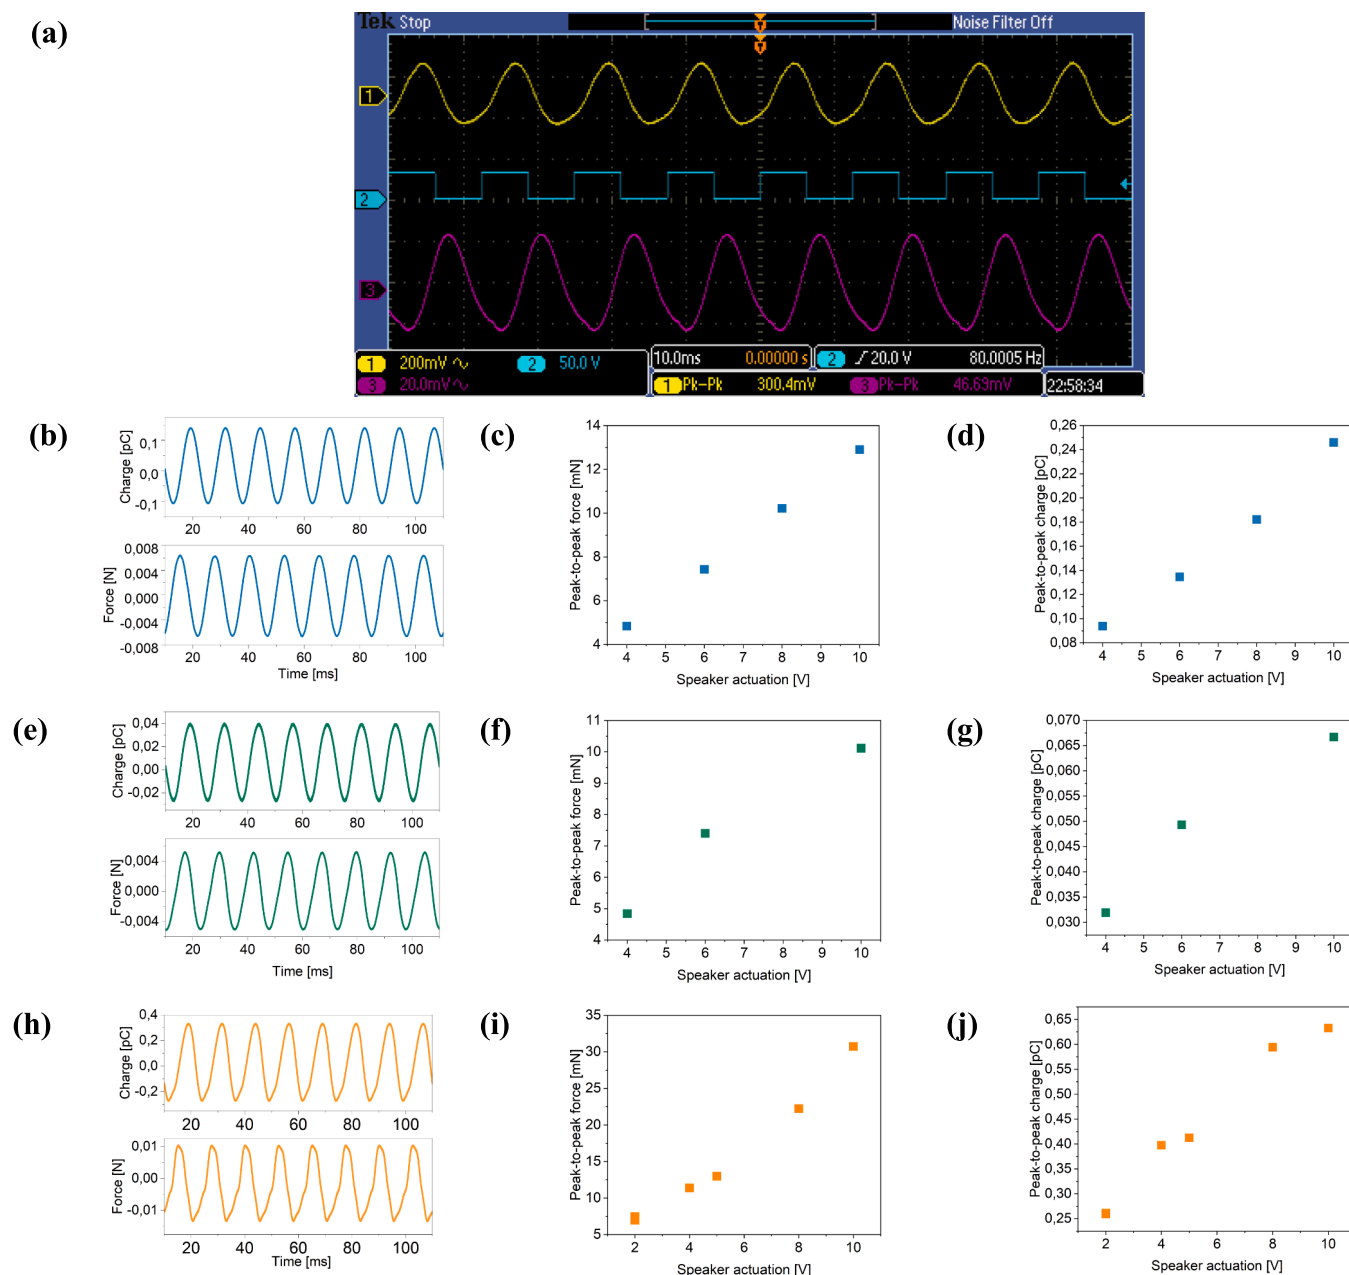 (a)
Tek Stop Noise Filter Off
1
2
3
1 200mV 2 50.0 V 10.0ms 0.00000 s 2 20.0 V 80.0005 Hz
3 20.0mV 1 Pk-Pk 300.4mV 3 Pk-Pk 46.69mV 22:58:34
(b)
Charge [pC]
0,1
0,0
-0,1
20 40 60 80 100
Force [N]
0,008
0,004
0,000
-0,004
-0,008
20 40 60 80 100
Time [ms]
(c)
Peak-to-peak force [mN]
14
12
10
8
6
4
4 5 6 7 8 9 10
Speaker actuation [V]
(d)
Peak-to-peak charge [pC]
0,26
0,24
0,22
0,20
0,18
0,16
0,14
0,12
0,10
0,08
4 5 6 7 8 9 10
Speaker actuation [V]
(e)
Charge [pC]
0,04
0,02
0,00
-0,02
20 40 60 80 100
Force [N]
0,004
0,000
-0,004
20 40 60 80 100
Time [ms]
(f)
Peak-to-peak force [mN]
11
10
9
8
7
6
5
4
4 5 6 7 8 9 10
Speaker actuation [V]
(g)
Peak-to-peak charge [pC]
0,070
0,065
0,060
0,055
0,050
0,045
0,040
0,035
0,030
4 5 6 7 8 9 10
Speaker actuation [V]
(h)
Charge [pC]
0,4
0,2
0,0
-0,2
20 40 60 80 100
Force [N]
0,01
0,00
-0,01
20 40 60 80 100
Time [ms]
(i)
Peak-to-peak force [mN]
35
30
25
20
15
10
5
2 4 6 8 10
Speaker actuation [V]
(j)
Peak-to-peak charge [pC]
0,65
0,60
0,55
0,50
0,45
0,40
0,35
0,30
0,25
2 4 6 8 10
Speaker actuation [V]